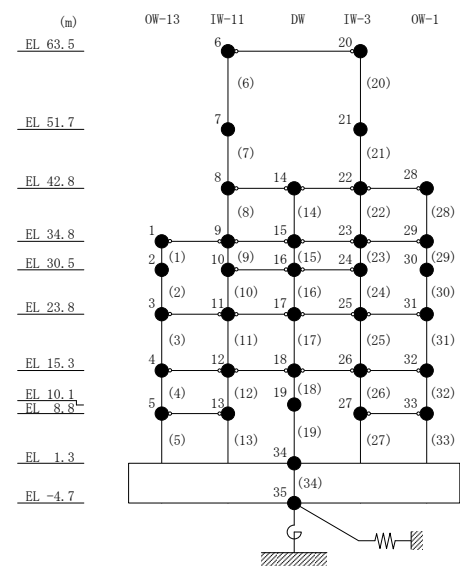 (m) OW-13 IW-11 DW IW-3 OW-1
EL 63.5 6 20
(6) (20)
EL 51.7 7 21
(7) (21)
EL 42.8 8 14 22 28
(8) (14) (22) (28)
EL 34.8 1 9 15 23 29
(1) (9) (15) (23) (29)
EL 30.5 2 10 16 24 30
(2) (10) (16) (24) (30)
EL 23.8 3 11 17 25 31
(3) (11) (17) (25) (31)
EL 15.3 4 12 18 26 32
(4) (12) (18) (26) (32)
EL 10.1 19
EL 8.8 5 13 27 33
(5) (13) (19) (27) (33)
EL 1.3 34
(34)
EL -4.7 35